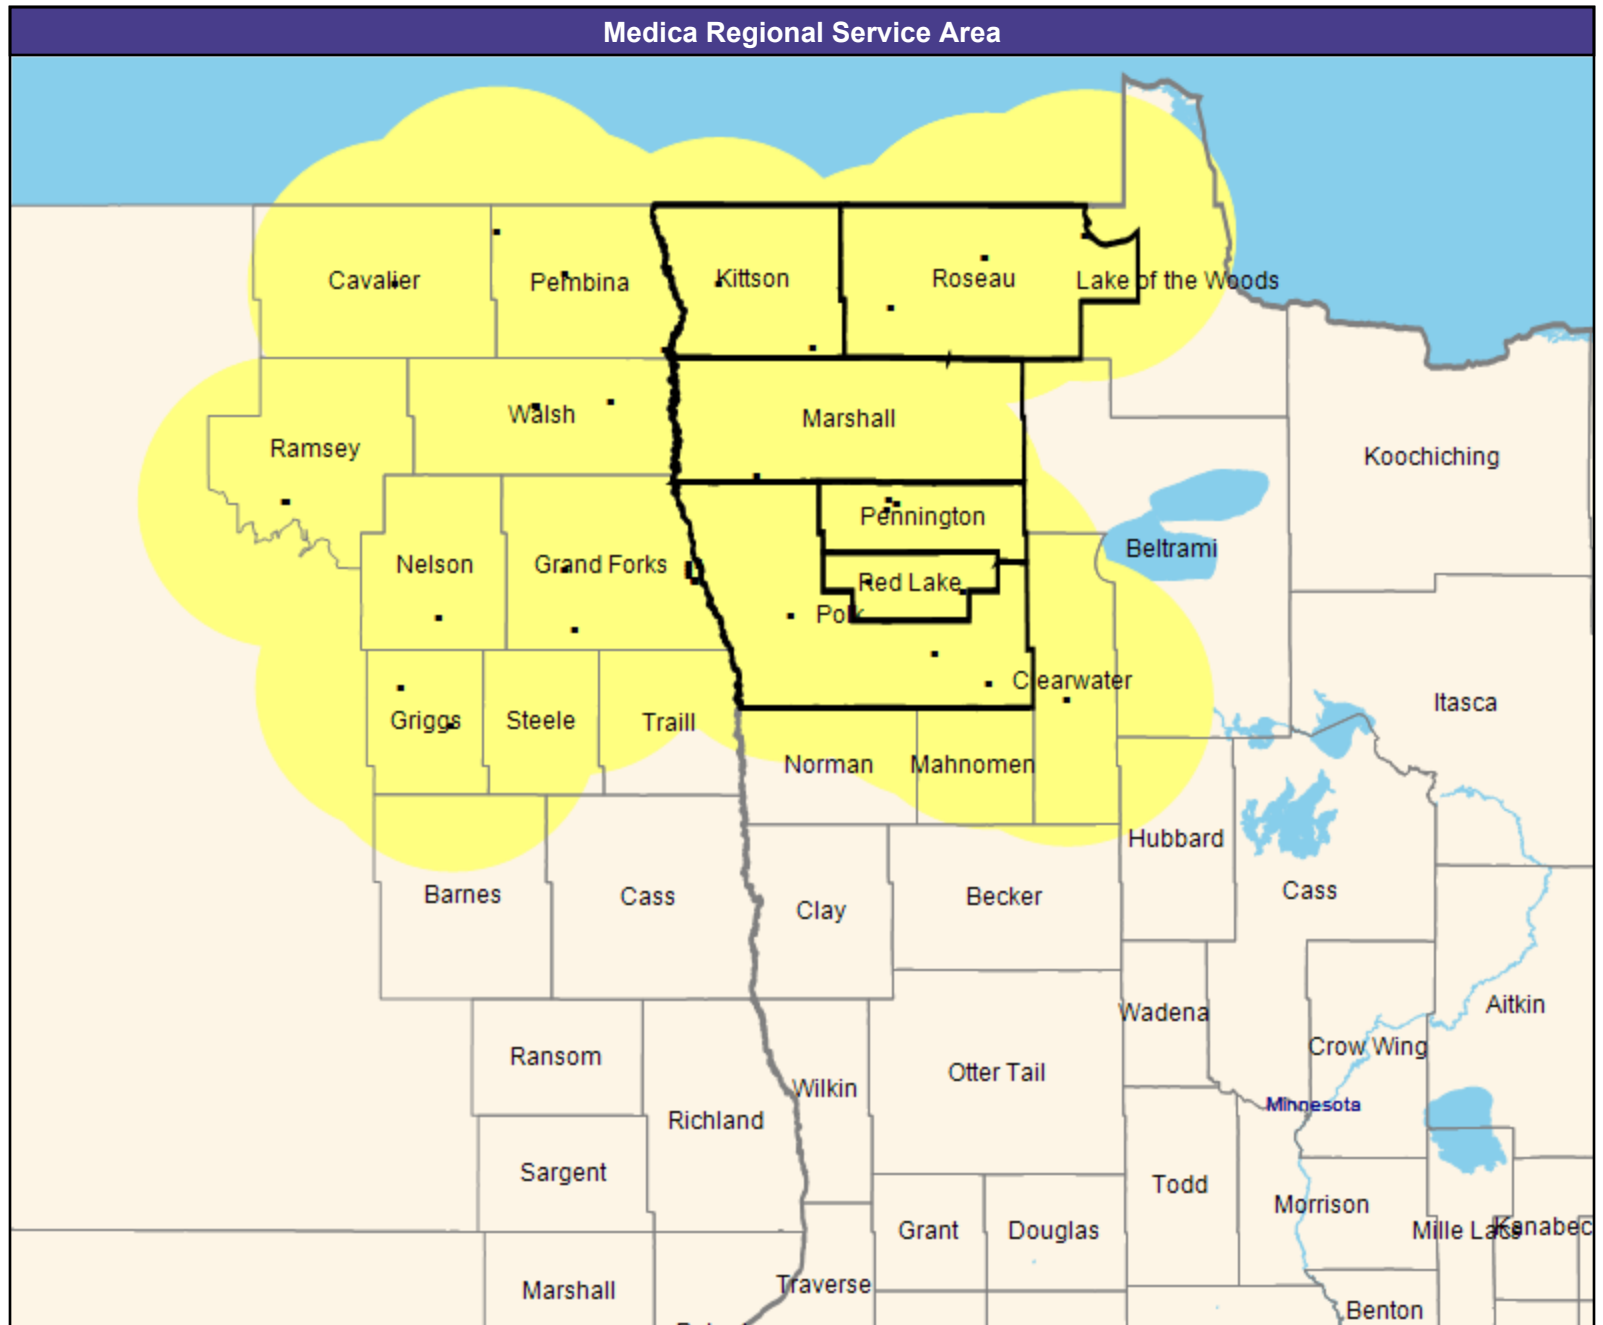 Medica Regional Service Area
Cavalier
Pembina
Kittson
Roseau
Lake of the Woods
Walsh
Marshall
Ramsey
Koochiching
Pennington
Beltrami
Nelson
Grand Forks
Red Lake
Polk
Clearwater
Itasca
Griggs
Steele
Traill
Norman
Mahnomen
Hubbard
Barnes
Cass
Clay
Becker
Cass
Aitkin
Wadena
Crow Wing
Ransom
Otter Tail
Wilkin
Minnesota
Richland
Sargent
Todd
Morrison
Grant
Douglas
Mille Lacs
Kanabec
Marshall
Traverse
Benton